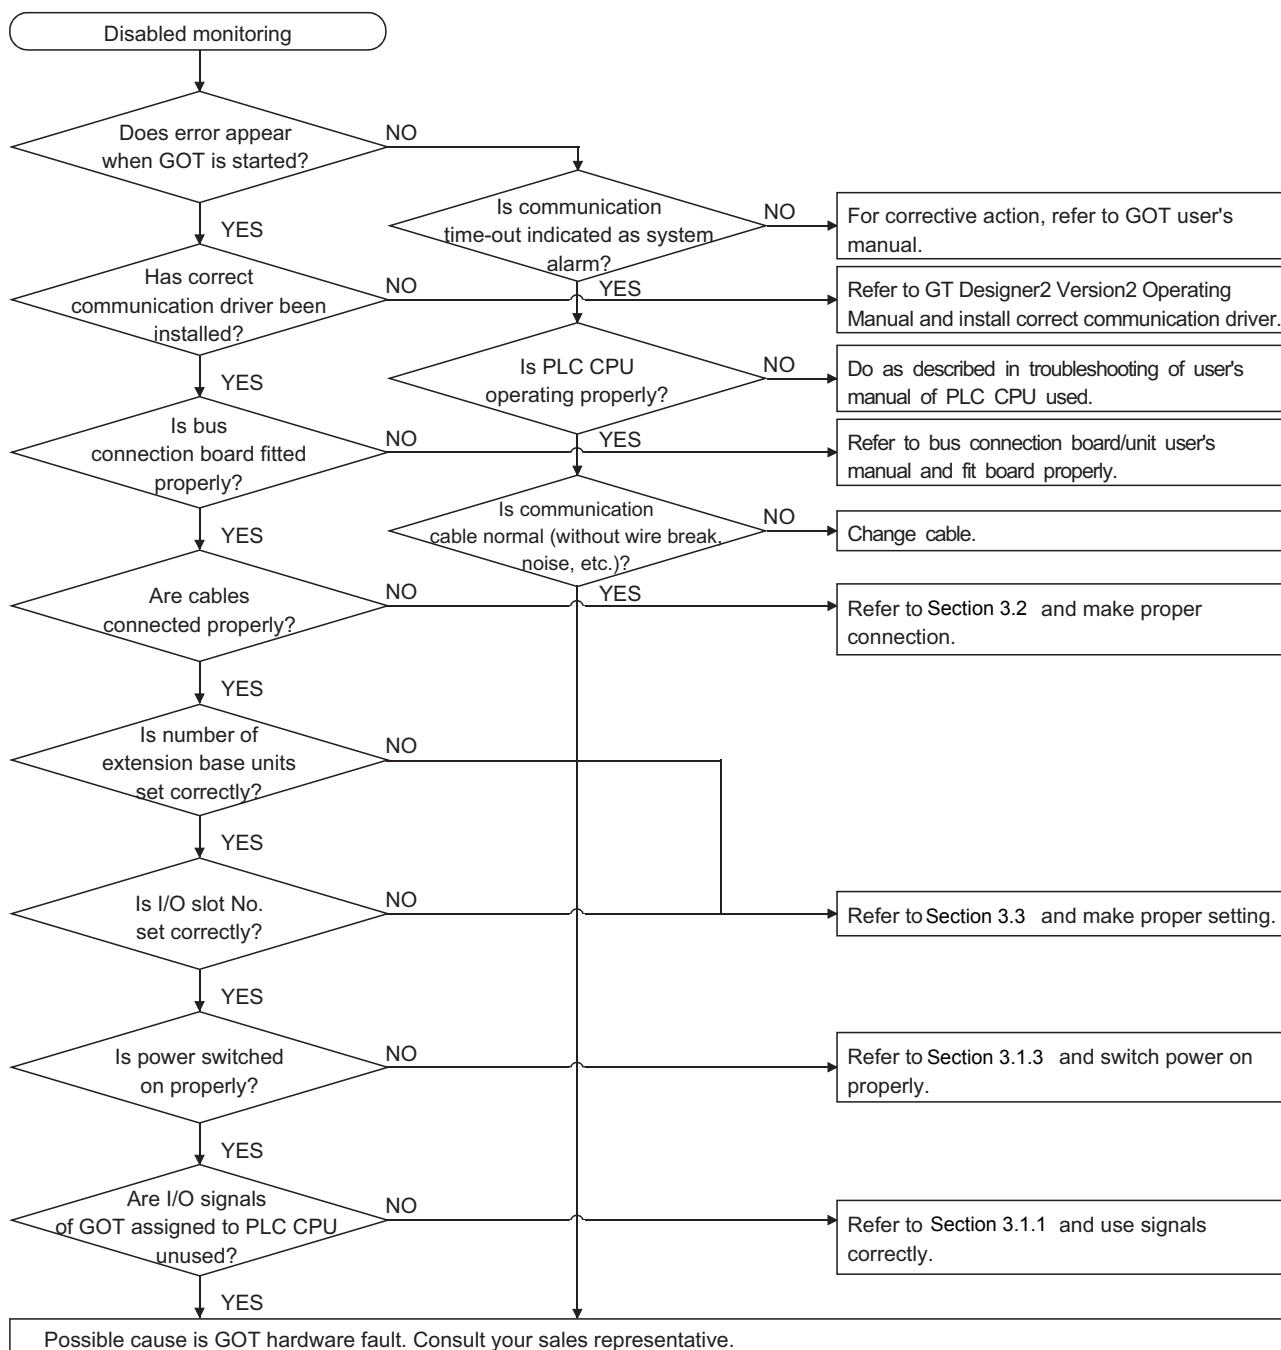 Disabled monitoring
Does error appear
when GOT is started?
NO
YES
Is communication
time-out indicated as system
alarm?
NO
YES
For corrective action, refer to GOT user's
manual.
Has correct
communication driver been
installed?
NO
YES
Refer to GT Designer2 Version2 Operating
Manual and install correct communication driver.
Is PLC CPU
operating properly?
NO
YES
Do as described in troubleshooting of user's
manual of PLC CPU used.
Is bus
connection board fitted
properly?
NO
YES
Refer to bus connection board/unit user's
manual and fit board properly.
Is communication
cable normal (without wire break,
noise, etc.)?
NO
YES
Change cable.
Are cables
connected properly?
NO
YES
Refer to Section 3.2 and make proper
connection.
Is number of
extension base units
set correctly?
NO
YES
Is I/O slot No.
set correctly?
NO
YES
Refer to Section 3.3 and make proper setting.
Is power switched
on properly?
NO
YES
Refer to Section 3.1.3 and switch power on
properly.
Are I/O signals
of GOT assigned to PLC CPU
unused?
NO
YES
Refer to Section 3.1.1 and use signals
correctly.
Possible cause is GOT hardware fault. Consult your sales representative.